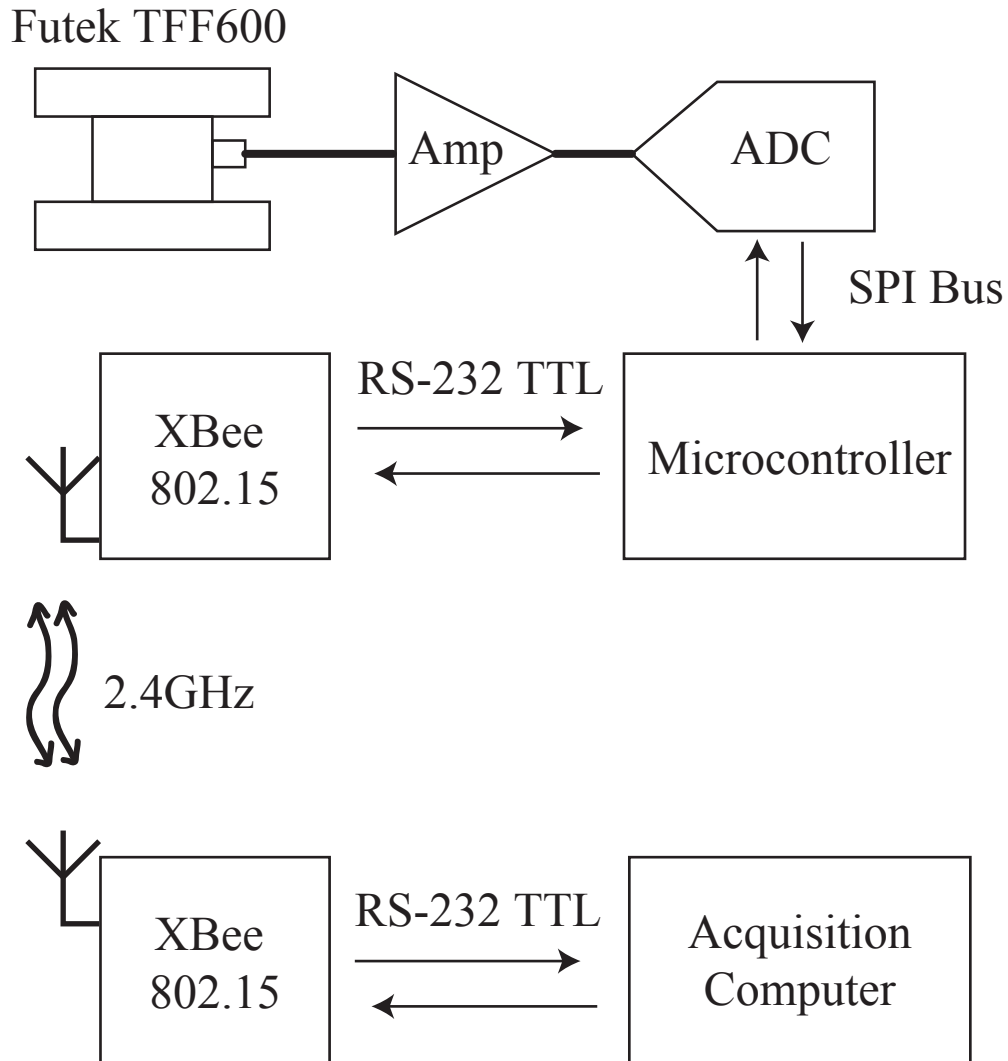 Futek TFF600
Amp
ADC
SPI Bus
XBee
802.15
RS-232 TTL
Microcontroller
2.4GHz
XBee
802.15
RS-232 TTL
Acquisition
Computer